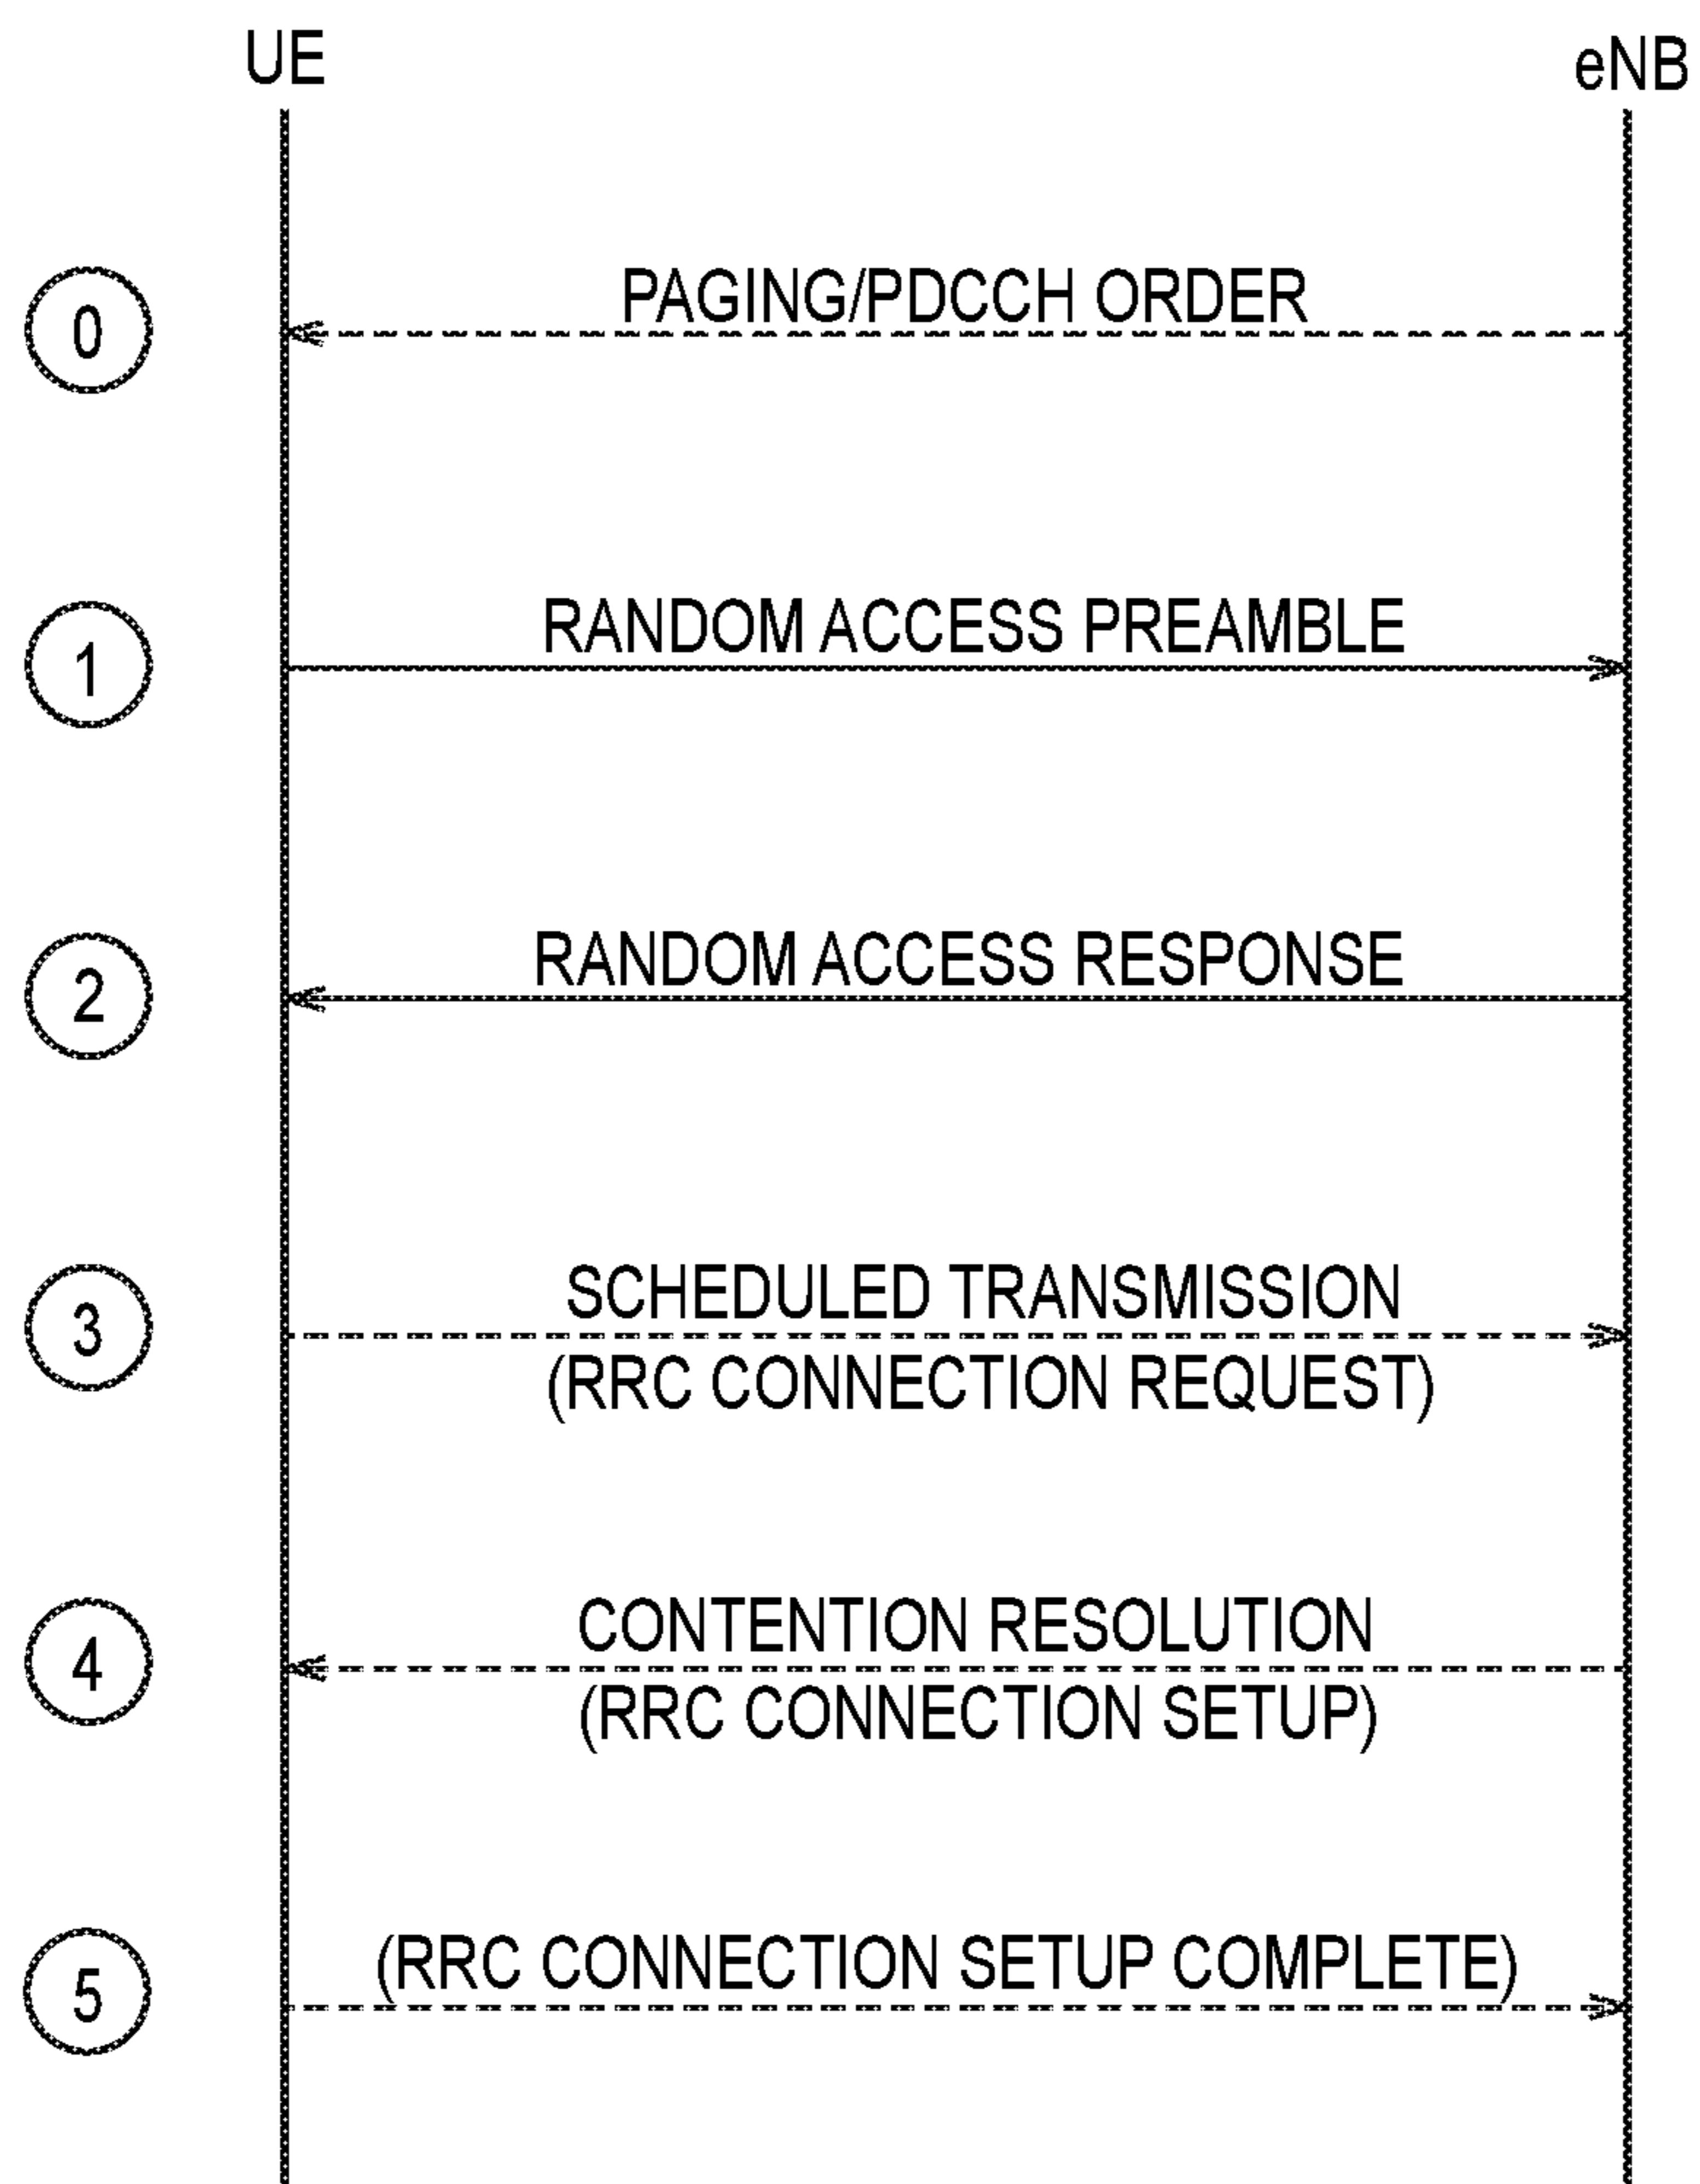 UE
eNB
0
PAGING/PDCCH ORDER
1
RANDOM ACCESS PREAMBLE
2
RANDOM ACCESS RESPONSE
3
SCHEDULED TRANSMISSION
(RRC CONNECTION REQUEST)
4
CONTENTION RESOLUTION
(RRC CONNECTION SETUP)
5
(RRC CONNECTION SETUP COMPLETE)